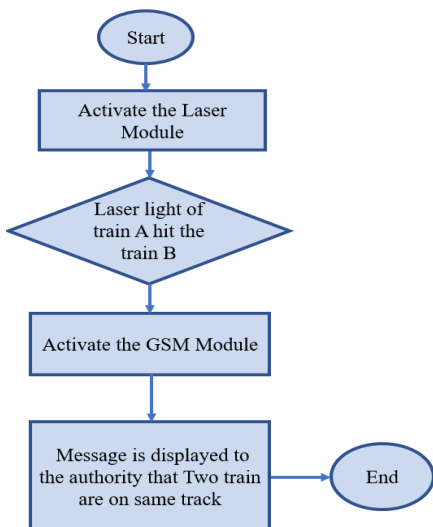 Start
Activate the Laser
Module
Laser light of
train A hit the
train B
Activate the GSM Module
Message is displayed to
the authority that Two train
are on same track
End